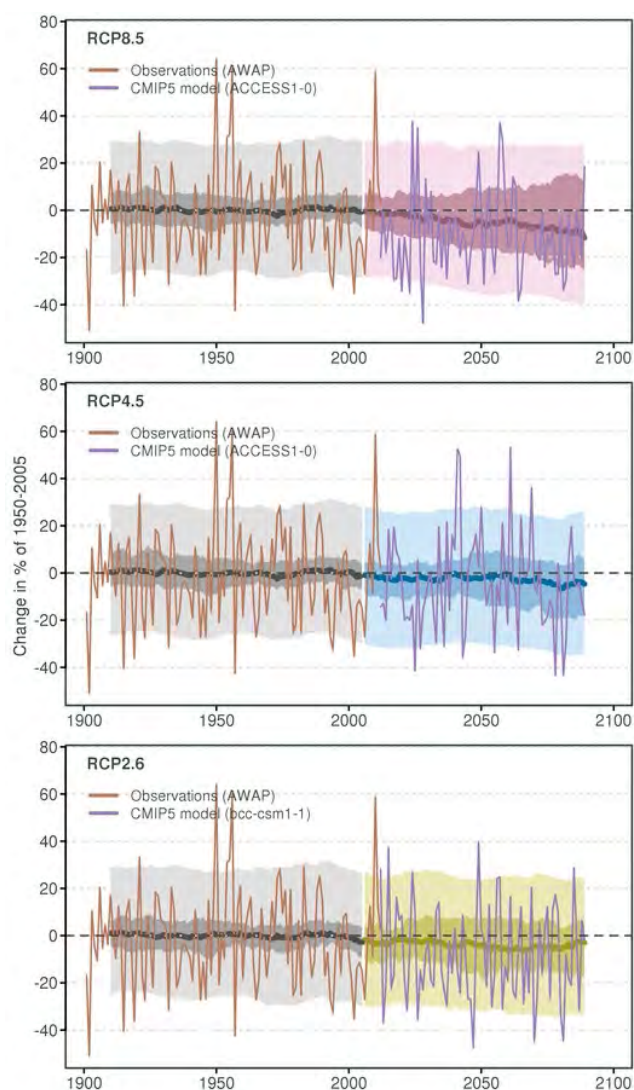 80
RCP8.5
60
Observations (AWAP)
CMIP5 model (ACCESS1-0)
40
20
0
-20
-40
1900 1950 2000 2050 2100
80
RCP4.5
60
Observations (AWAP)
CMIP5 model (ACCESS1-0)
40
20
0
-20
-40
1900 1950 2000 2050 2100
Change in % of 1950-2005
80
RCP2.6
60
Observations (AWAP)
CMIP5 model (bcc-csm1-1)
40
20
0
-20
-40
1900 1950 2000 2050 2100